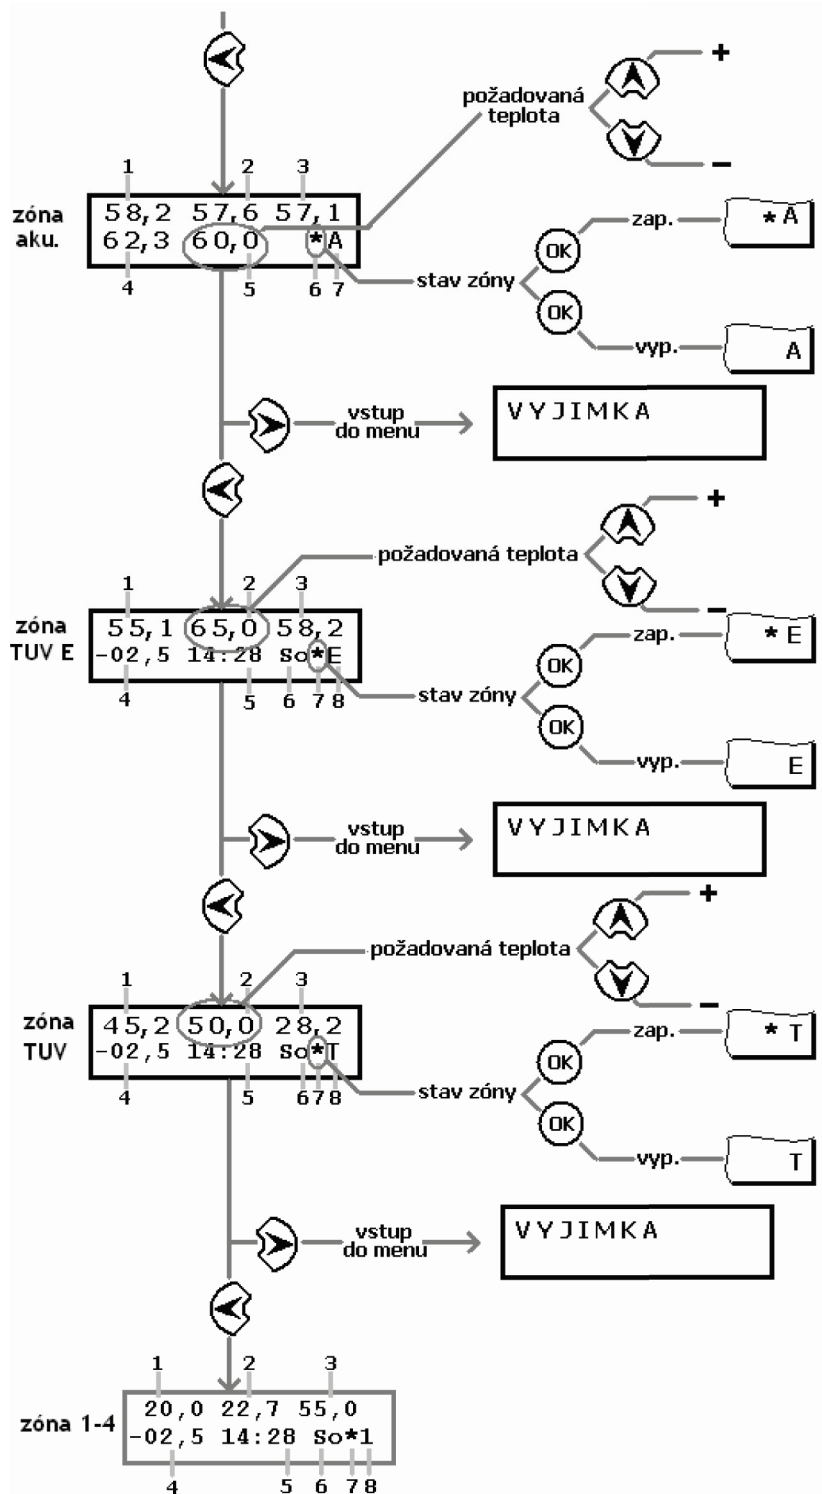 +
požadovaná
teplota
–
1 2 3
zóna
aku.
58,2 57,6 57,1
62,3 60,0 *A
4 5 6 7
zap.
* A
OK
stav zóny
OK
vyp.
A
vstup
do menu
VYJIMKA
+
požadovaná teplota
–
1 2 3
zóna
TUV E
55,1 65,0 58,2
-02,5 14:28 So*E
4 5 6 7 8
zap.
* E
OK
stav zóny
OK
vyp.
E
vstup
do menu
VYJIMKA
+
požadovaná teplota
–
1 2 3
zóna
TUV
45,2 50,0 28,2
-02,5 14:28 So*T
4 5 6 7 8
zap.
* T
OK
stav zóny
OK
vyp.
T
vstup
do menu
VYJIMKA
1 2 3
zóna 1-4
20,0 22,7 55,0
-02,5 14:28 So*1
4 5 6 7 8